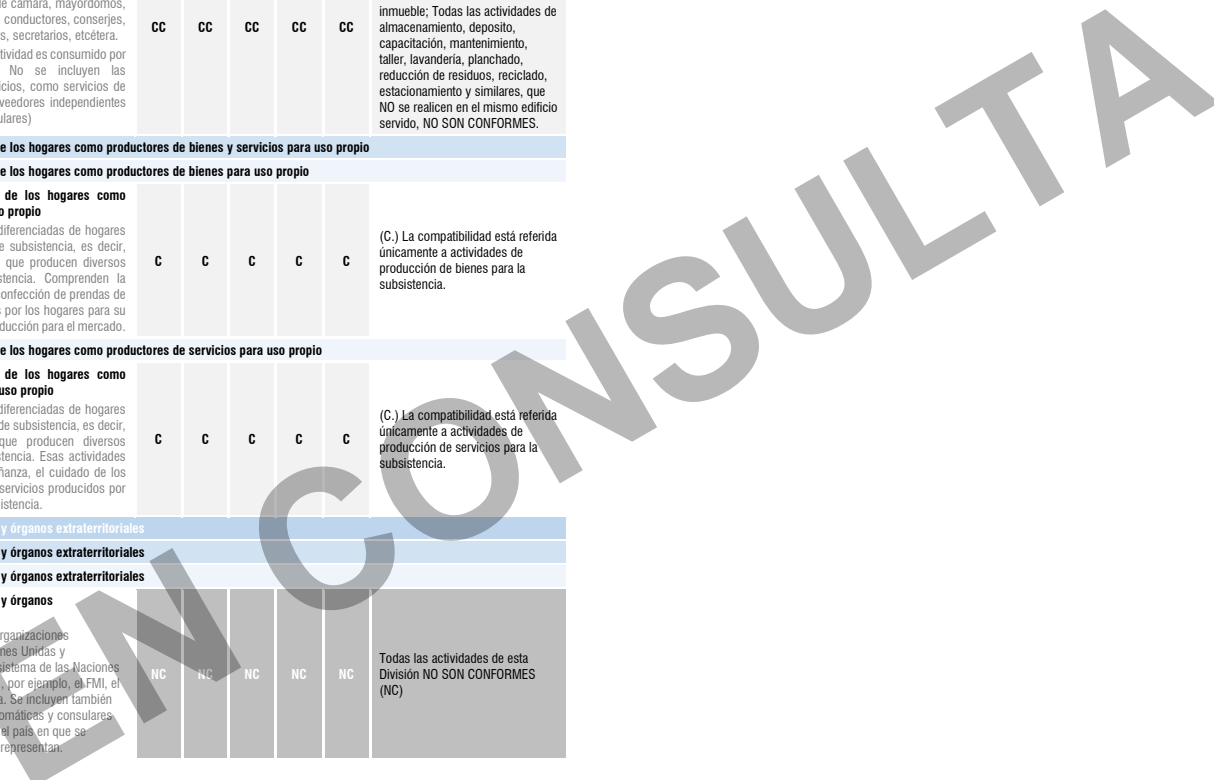 de cámara, mayordomos,
conductores, conserjes,
s, secretarios, etcétera.
tividad es consumido por
No se incluyen las
icios, como servicios de
veedores independientes
ulares)
CC CC CC CC CC
inmueble; Todas las actividades de
almacenamiento, deposito,
capacitación, mantenimiento,
taller, lavandería, planchado,
reducción de residuos, reciclado,
estacionamiento y similares, que
NO se realicen en el mismo edificio
servido, NO SON CONFORMES.
e los hogares como productores de bienes y servicios para uso propio
e los hogares como productores de bienes para uso propio
de los hogares como
o propio
diferenciadas de hogares
e subsistencia, es decir,
que producen diversos
stencia. Comprenden la
onfección de prendas de
s por los hogares para su
ducción para el mercado.
C C C C C
(C.) La compatibilidad está referida
únicamente a actividades de
producción de bienes para la
subsistencia.
e los hogares como productores de servicios para uso propio
de los hogares como
uso propio
diferenciadas de hogares
de subsistencia, es decir,
que producen diversos
stencia. Esas actividades
ñanza, el cuidado de los
servicios producidos por
istencia.
C C C C C
(C.) La compatibilidad está referida
únicamente a actividades de
producción de servicios para la
subsistencia.
y órganos extraterritoriales
y órganos extraterritoriales
y órganos extraterritoriales
y órganos
rganizaciones
nes Unidas y
sistema de las Naciones
, por ejemplo, el FMI, el
a. Se incluyen también
omáticas y consulares
el país en que se
representan.
NC NC NC NC NC
Todas las actividades de esta
División NO SON CONFORMES
(NC)
EN CONSULTA